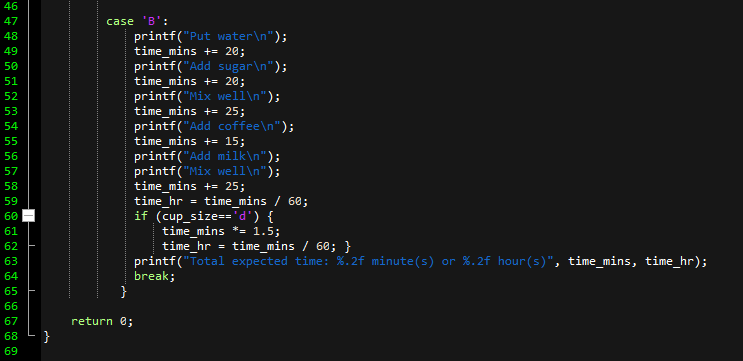 46
47 case 'B':
48 printf("Put water\n");
49 time_mins += 20;
50 printf("Add sugar\n");
51 time_mins += 20;
52 printf("Mix well\n");
53 time_mins += 25;
54 printf("Add coffee\n");
55 time_mins += 15;
56 printf("Add milk\n");
57 printf("Mix well\n");
58 time_mins += 25;
59 time_hr = time_mins / 60;
60 if (cup_size=='d') {
61 time_mins *= 1.5;
62 time_hr = time_mins / 60; }
63 printf("Total expected time: %.2f minute(s) or %.2f hour(s)", time_mins, time_hr);
64 break;
65 }
66
67 return 0;
68 }
69